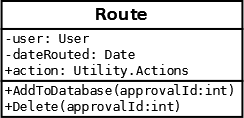 Route
-user: User
-dateRouted: Date
+action: Utility.Actions
+AddToDatabase(approvalId:int)
+Delete(approvalId:int)